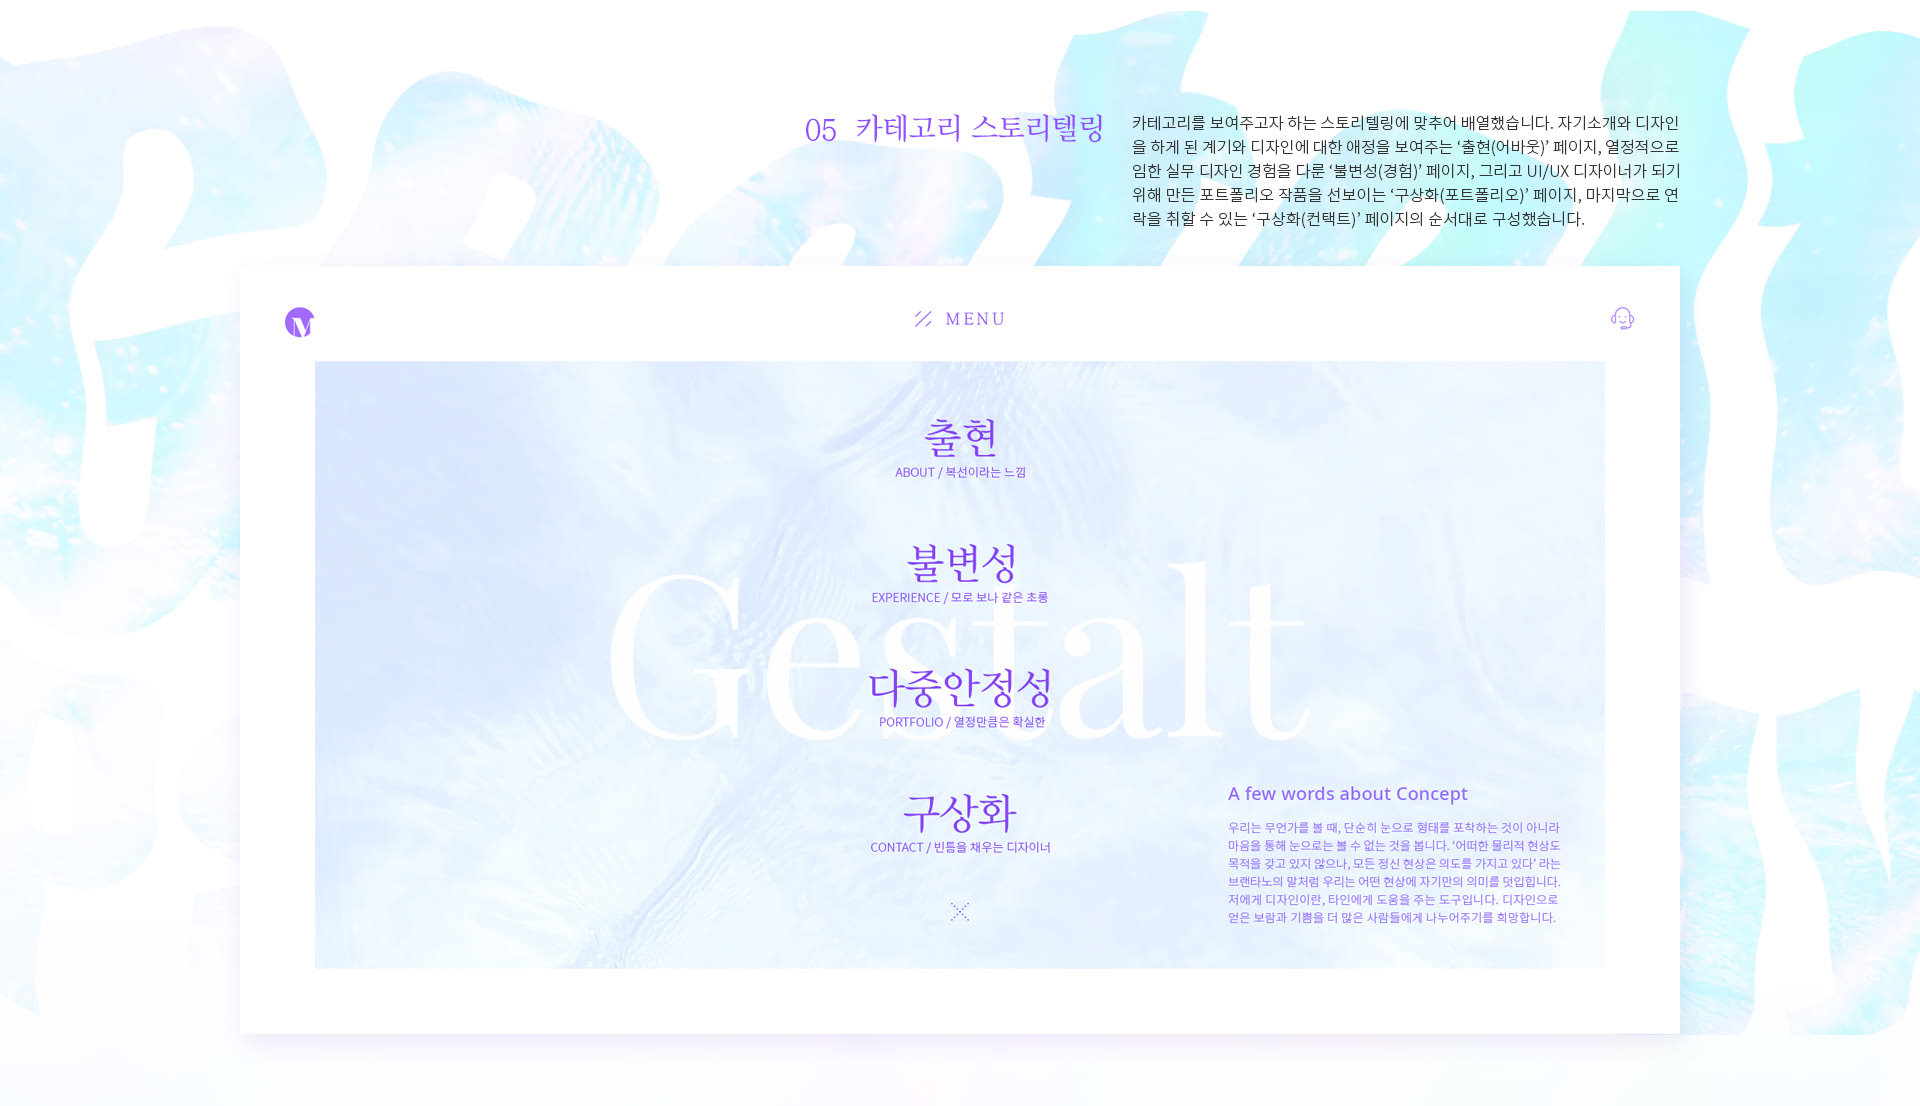 05 카테고리 스토리텔링
카테고리를 보여주고자 하는 스토리텔링에 맞추어 배열했습니다. 자기소개와 디자인
을 하게 된 계기와 디자인에 대한 애정을 보여주는 ‘출현(어바웃)’ 페이지, 열정적으로
임한 실무 디자인 경험을 다룬 ‘불변성(경험)’ 페이지, 그리고 UI/UX 디자이너가 되기
위해 만든 포트폴리오 작품을 선보이는 ‘구상화(포트폴리오)’ 페이지, 마지막으로 연
락을 취할 수 있는 ‘구상화(컨택트)’ 페이지의 순서대로 구성했습니다.
M
MENU
출현
ABOUT / 복선이라는 느낌
불변성
EXPERIENCE / 모로 보나 같은 초롱
Gestalt
다중안정성
PORTFOLIO / 열정만큼은 확실한
구상화
CONTACT / 빈틈을 채우는 디자이너
A few words about Concept
우리는 무언가를 볼 때, 단순히 눈으로 형태를 포착하는 것이 아니라
마음을 통해 눈으로는 볼 수 없는 것을 봅니다. ‘어떠한 물리적 현상도
목적을 갖고 있지 않으나, 모든 정신 현상은 의도를 가지고 있다’ 라는
브랜타노의 말처럼 우리는 어떤 현상에 자기만의 의미를 덧입힙니다.
저에게 디자인이란, 타인에게 도움을 주는 도구입니다. 디자인으로
얻은 보람과 기쁨을 더 많은 사람들에게 나누어주기를 희망합니다.